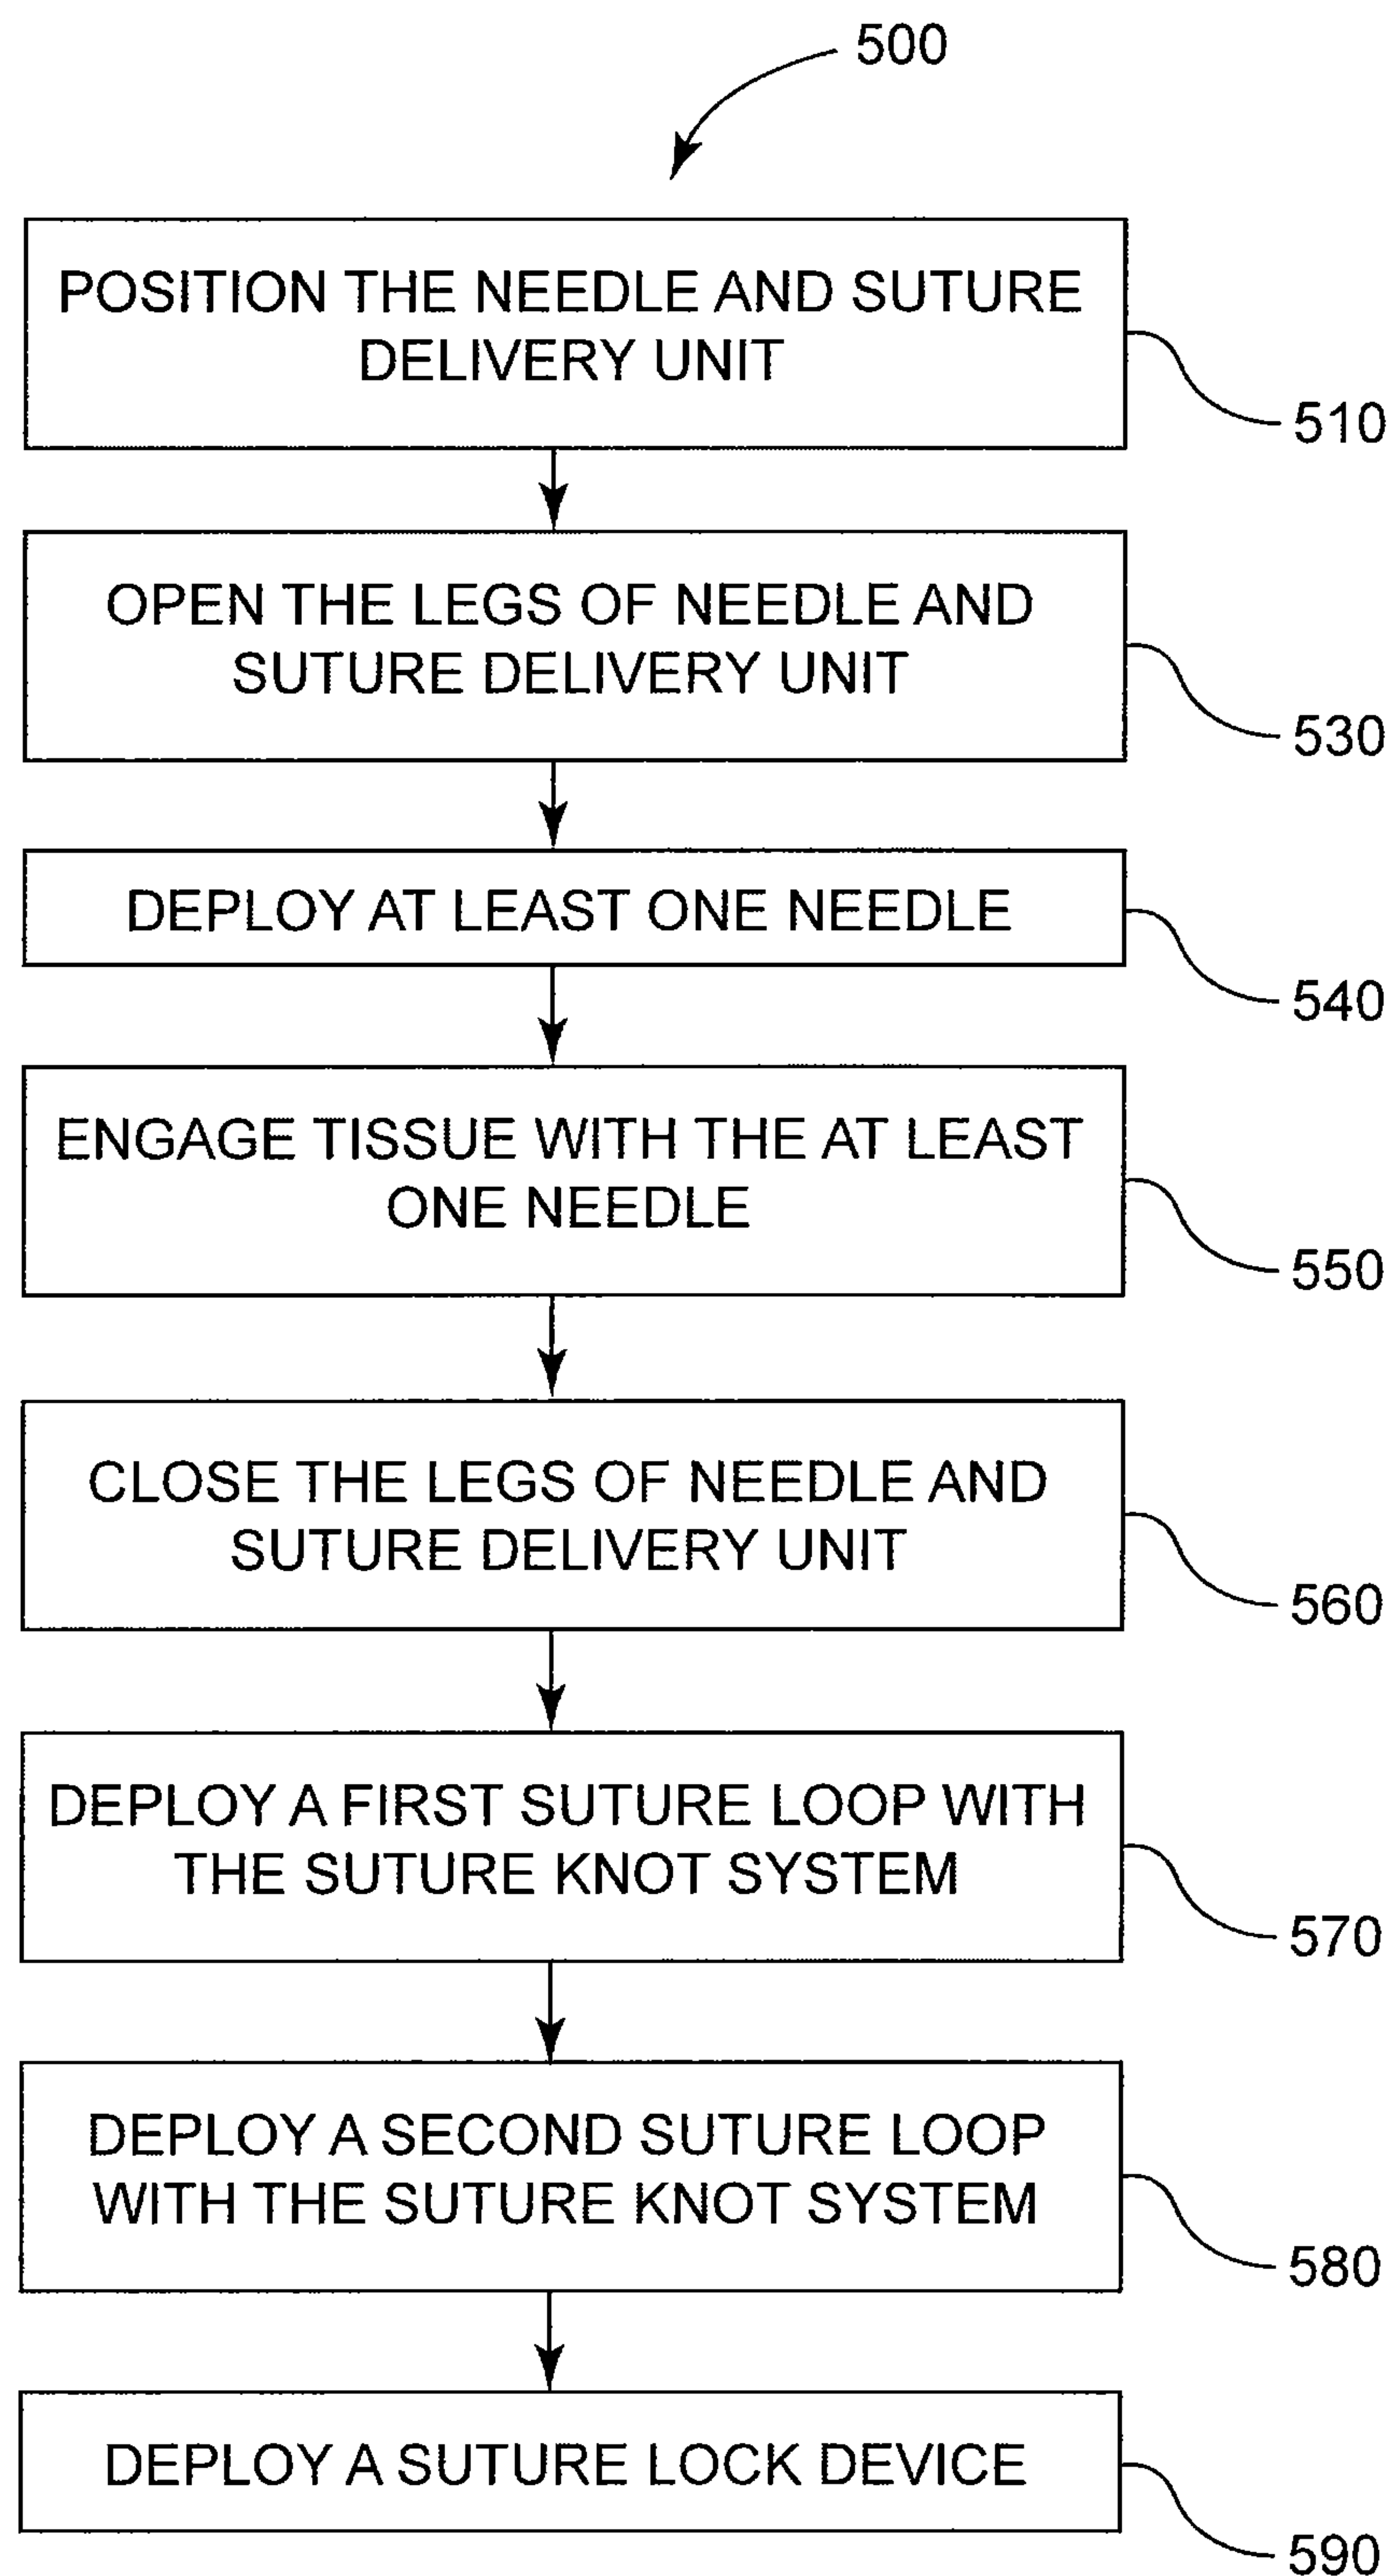 500
POSITION THE NEEDLE AND SUTURE
DELIVERY UNIT
510
OPEN THE LEGS OF NEEDLE AND
SUTURE DELIVERY UNIT
530
DEPLOY AT LEAST ONE NEEDLE
540
ENGAGE TISSUE WITH THE AT LEAST
ONE NEEDLE
550
CLOSE THE LEGS OF NEEDLE AND
SUTURE DELIVERY UNIT
560
DEPLOY A FIRST SUTURE LOOP WITH
THE SUTURE KNOT SYSTEM
570
DEPLOY A SECOND SUTURE LOOP
WITH THE SUTURE KNOT SYSTEM
580
DEPLOY A SUTURE LOCK DEVICE
590